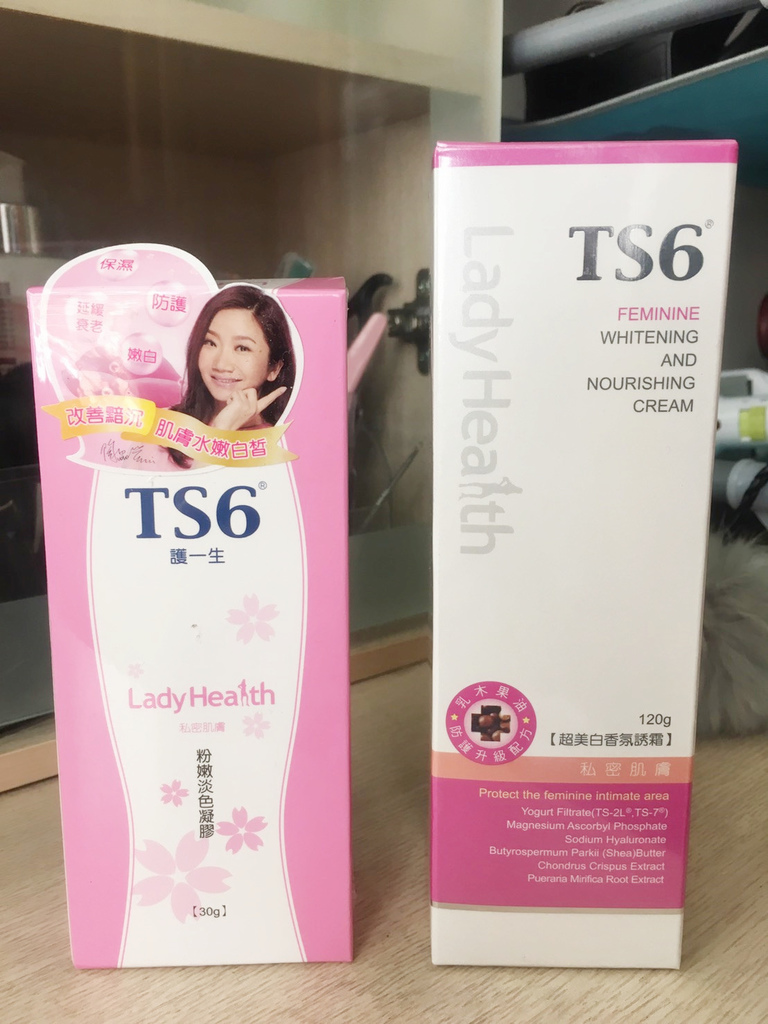 保濕
防護
延緩
衰老
嫩白
改善黯沉
肌膚水嫩白皙
TS6®
護一生
LadyHealth
私密肌膚
粉嫩淡色凝膠
【30g】
LadyHealth
TS6®
FEMININE
WHITENING
AND
NOURISHING
CREAM
乳木果油
防護升級配方
120g
【超美白香氛誘霜】
私密肌膚
Protect the feminine intimate area
Yogurt Filtrate(TS-2L®,TS-7®)
Magnesium Ascorbyl Phosphate
Sodium Hyaluronate
Butyrospermum Parkii (Shea)Butter
Chondrus Crispus Extract
Pueraria Mirifica Root Extract